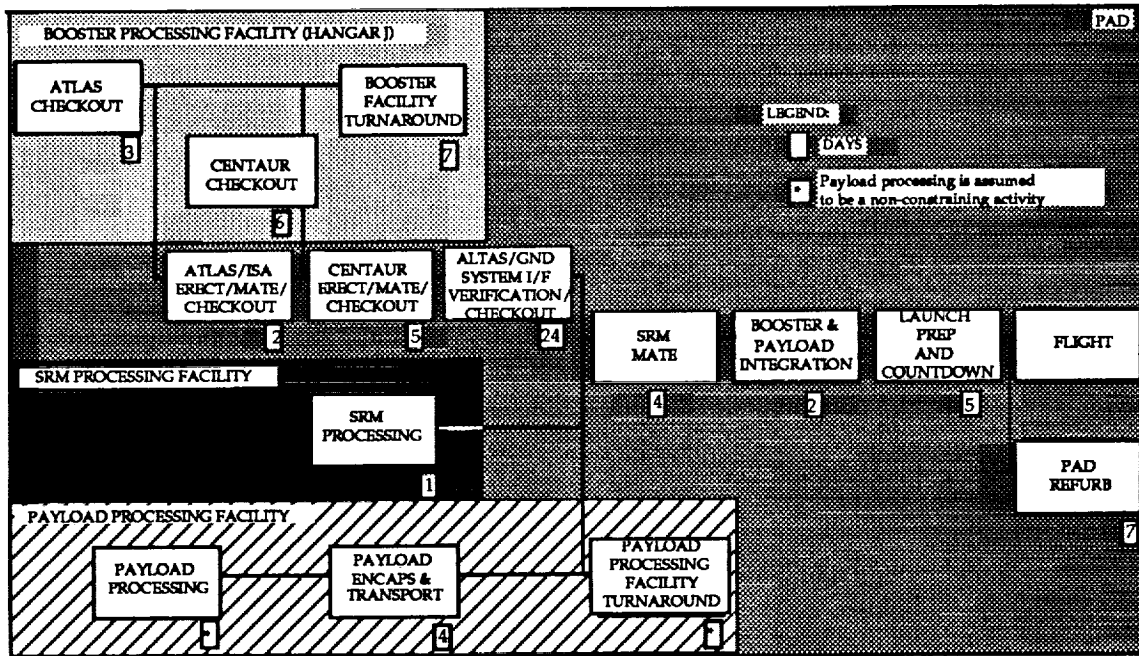 BOOSTER PROCESSING FACILITY (HANGAR J)
PAD
ATLAS
CHECKOUT
3
BOOSTER
FACILITY
TURNAROUND
7
CENTAUR
CHECKOUT
6
LEGEND:
DAYS
* Payload processing is assumed
to be a non-constraining activity
ATLAS/ISA
ERECT/MATE/
CHECKOUT
2
CENTAUR
ERECT/MATE/
CHECKOUT
5
ALTAS/GND
SYSTEM I/F
VERIFICATION/
CHECKOUT
24
SRM
MATE
4
BOOSTER &
PAYLOAD
INTEGRATION
2
LAUNCH
PREP
AND
COUNTDOWN
5
FLIGHT
SRM PROCESSING FACILITY
SRM
PROCESSING
1
PAD
REFURB
7
PAYLOAD PROCESSING FACILITY
PAYLOAD
PROCESSING
*
PAYLOAD
ENCAPS &
TRANSPORT
4
PAYLOAD
PROCESSING
FACILITY
TURNAROUND
*